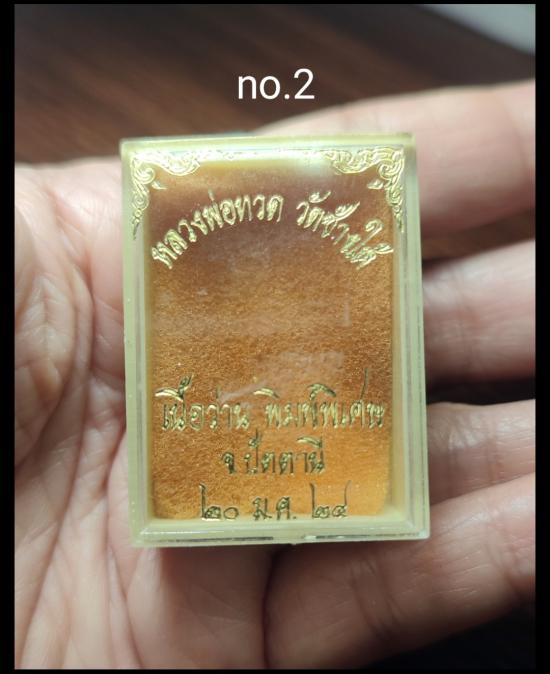 no.2
หลวงพ่อทวด วัดช้างให้
เนื้อว่าน พิมพ์พิเศษ
จ.ปัตตานี
๒๐ ม.ค. ๒๔